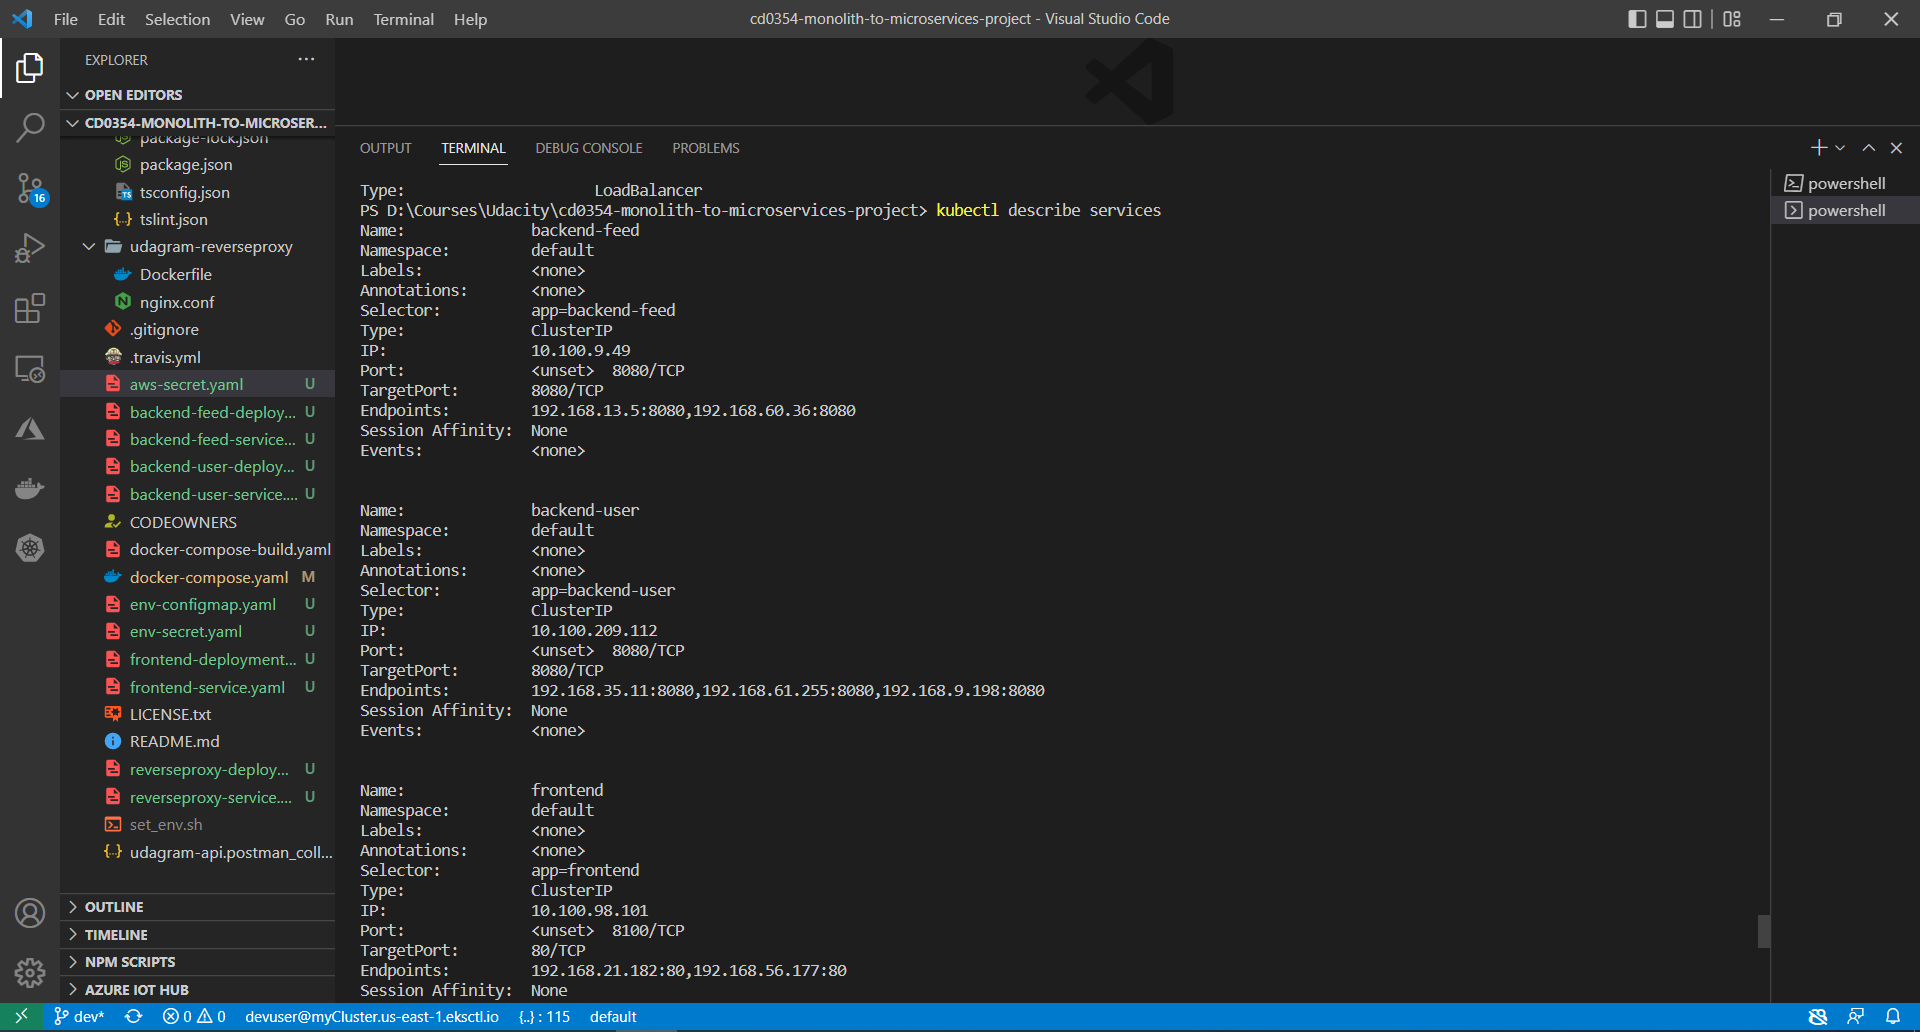 File Edit Selection View Go Run Terminal Help
cd0354-monolith-to-microservices-project - Visual Studio Code
EXPLORER
OPEN EDITORS
CD0354-MONOLITH-TO-MICROSER...
package-lock.json
package.json
tsconfig.json
tslint.json
udagram-reverseproxy
Dockerfile
nginx.conf
.gitignore
.travis.yml
aws-secret.yaml U
backend-feed-deploy... U
backend-feed-service... U
backend-user-deploy... U
backend-user-service.... U
CODEOWNERS
docker-compose-build.yaml
docker-compose.yaml M
env-configmap.yaml U
env-secret.yaml U
frontend-deployment... U
frontend-service.yaml U
LICENSE.txt
README.md
reverseproxy-deploy... U
reverseproxy-service.... U
set_env.sh
udagram-api.postman_coll...
OUTLINE
TIMELINE
NPM SCRIPTS
AZURE IOT HUB
16
OUTPUT TERMINAL DEBUG CONSOLE PROBLEMS
Type: LoadBalancer
PS D:\Courses\Udacity\cd0354-monolith-to-microservices-project> kubectl describe services
Name: backend-feed
Namespace: default
Labels: <none>
Annotations: <none>
Selector: app=backend-feed
Type: ClusterIP
IP: 10.100.9.49
Port: <unset> 8080/TCP
TargetPort: 8080/TCP
Endpoints: 192.168.13.5:8080,192.168.60.36:8080
Session Affinity: None
Events: <none>
Name: backend-user
Namespace: default
Labels: <none>
Annotations: <none>
Selector: app=backend-user
Type: ClusterIP
IP: 10.100.209.112
Port: <unset> 8080/TCP
TargetPort: 8080/TCP
Endpoints: 192.168.35.11:8080,192.168.61.255:8080,192.168.9.198:8080
Session Affinity: None
Events: <none>
Name: frontend
Namespace: default
Labels: <none>
Annotations: <none>
Selector: app=frontend
Type: ClusterIP
IP: 10.100.98.101
Port: <unset> 8100/TCP
TargetPort: 80/TCP
Endpoints: 192.168.21.182:80,192.168.56.177:80
Session Affinity: None
powershell
powershell
dev* 0 0 devuser@myCluster.us-east-1.eksctl.io {..} : 115 default